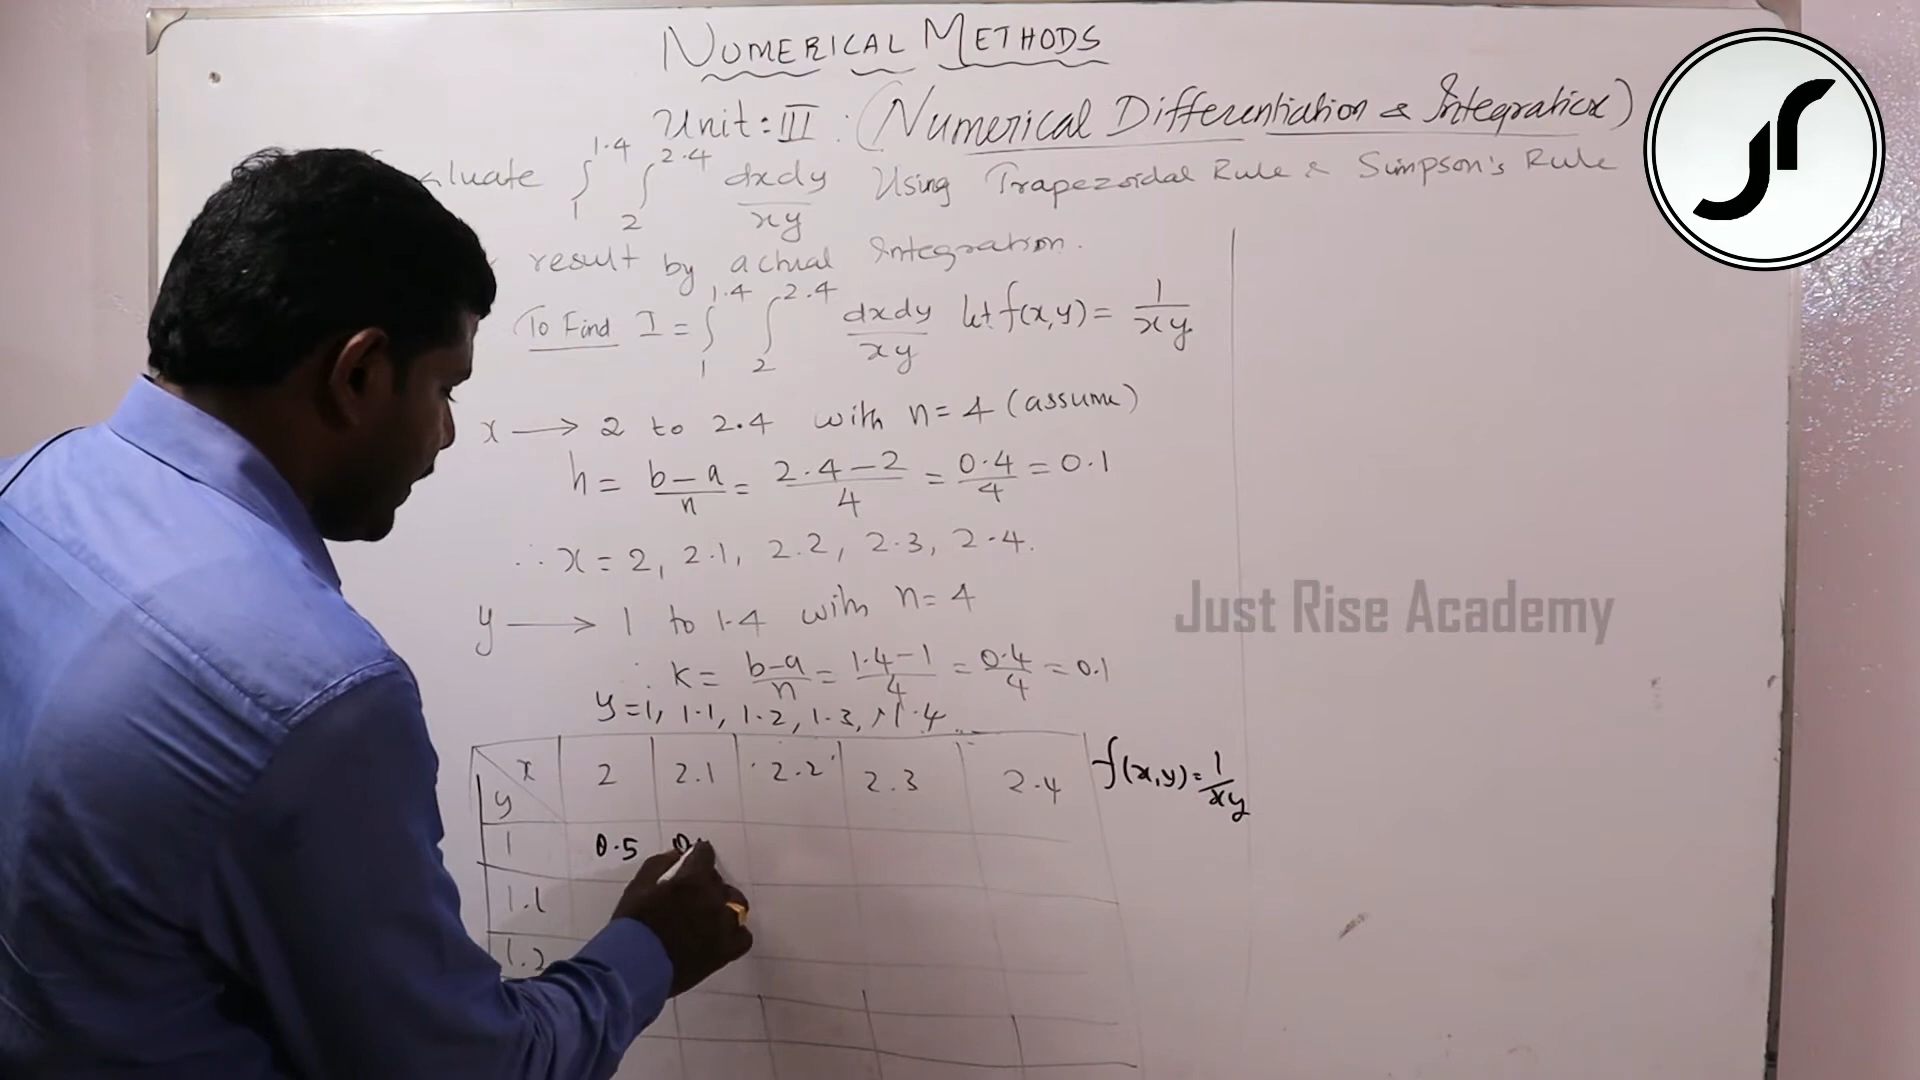 NUMERICAL METHODS
Unit: III : (Numerical Differentiation & Integration)
∫ 1 1.4 ∫ 2 2.4 dxdy/xy Using Trapezoidal Rule & Simpson's Rule
result by actual Integration.
To Find I = ∫ 1 1.4 ∫ 2 2.4 dxdy/xy let f(x,y) = 1/xy
x → 2 to 2.4 with n = 4 (assume)
h = b-a/n = 2.4-2/4 = 0.4/4 = 0.1
∴ x = 2, 2.1, 2.2, 2.3, 2.4.
y → 1 to 1.4 with n = 4
∴ k = b-a/n = 1.4-1/4 = 0.4/4 = 0.1
y = 1, 1.1, 1.2, 1.3, 1.4
y x 2 2.1 2.2 2.3 2.4 f(x,y) = 1/xy
1 0.5
1.1
1.2
Just Rise Academy